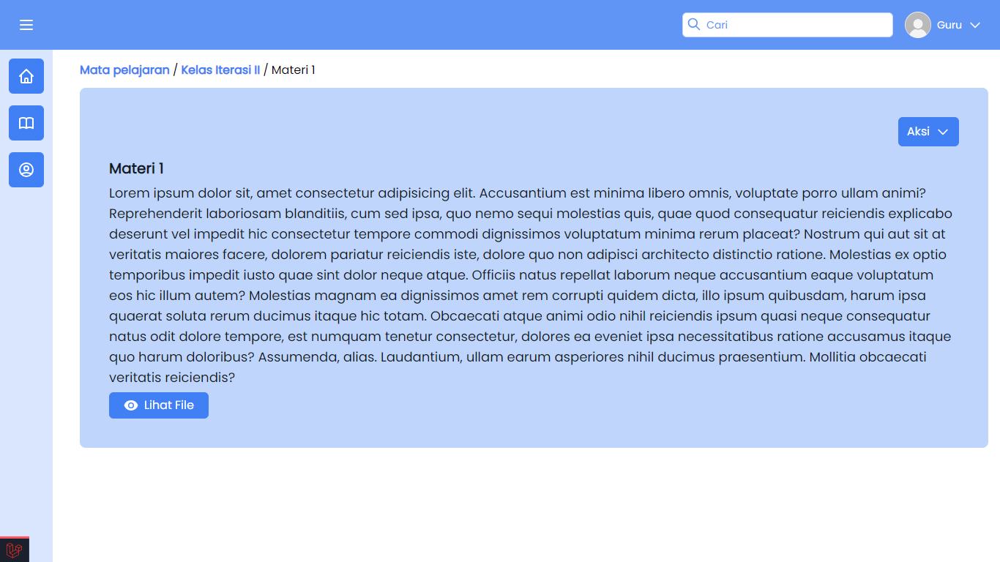 Cari
Guru
Mata pelajaran / Kelas Iterasi II / Materi 1
Aksi
Materi 1
Lorem ipsum dolor sit, amet consectetur adipisicing elit. Accusantium est minima libero omnis, voluptate porro ullam animi?
Reprehenderit laboriosam blanditiis, cum sed ipsa, quo nemo sequi molestias quis, quae quod consequatur reiciendis explicabo
deserunt vel impedit hic consectetur tempore commodi dignissimos voluptatum minima rerum placeat? Nostrum qui aut sit at
veritatis maiores facere, dolorem pariatur reiciendis iste, dolore quo non adipisci architecto distinctio ratione. Molestias ex optio
temporibus impedit iusto quae sint dolor neque atque. Officiis natus repellat laborum neque accusantium eaque voluptatum
eos hic illum autem? Molestias magnam ea dignissimos amet rem corrupti quidem dicta, illo ipsum quibusdam, harum ipsa
quaerat soluta rerum ducimus itaque hic totam. Obcaecati atque animi odio nihil reiciendis ipsum quasi neque consequatur
natus odit dolore tempore, est numquam tenetur consectetur, dolores ea eveniet ipsa necessitatibus ratione accusamus itaque
quo harum doloribus? Assumenda, alias. Laudantium, ullam earum asperiores nihil ducimus praesentium. Mollitia obcaecati
veritatis reiciendis?
Lihat File